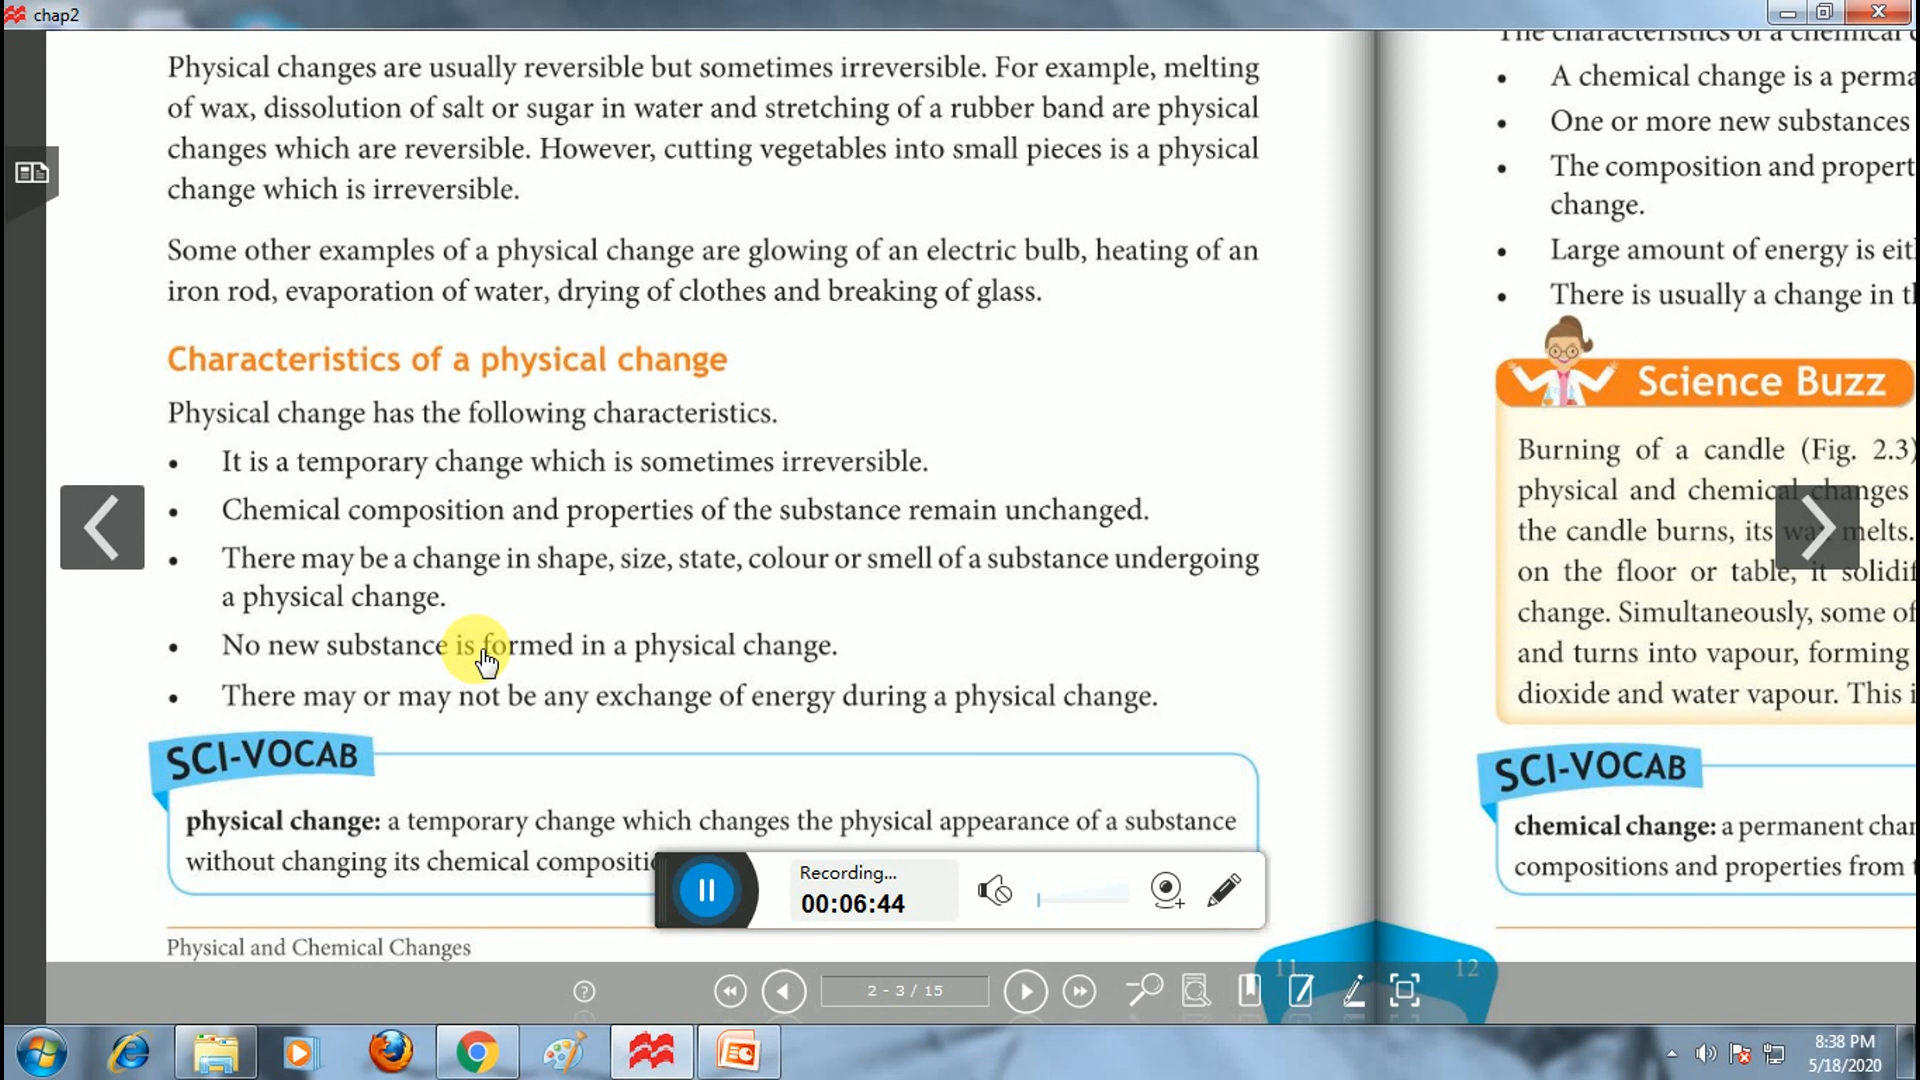 chap2
Physical changes are usually reversible but sometimes irreversible. For example, melting
of wax, dissolution of salt or sugar in water and stretching of a rubber band are physical
changes which are reversible. However, cutting vegetables into small pieces is a physical
change which is irreversible.
Some other examples of a physical change are glowing of an electric bulb, heating of an
iron rod, evaporation of water, drying of clothes and breaking of glass.
Characteristics of a physical change
Physical change has the following characteristics.
• It is a temporary change which is sometimes irreversible.
• Chemical composition and properties of the substance remain unchanged.
• There may be a change in shape, size, state, colour or smell of a substance undergoing
a physical change.
• No new substance is formed in a physical change.
• There may or may not be any exchange of energy during a physical change.
SCI-VOCAB
physical change: a temporary change which changes the physical appearance of a substance
without changing its chemical
Physical and Chemical Changes
11
The characteristics of a chemical
• A chemical change is a
• One or more new substances
• The composition and
change.
• Large amount of energy is
• There is usually a change in
Science Buzz
Burning of a candle (Fig. 2.3)
physical and chemical changes
the candle burns, its wax melts.
on the floor or table, it
change. Simultaneously, some of
and turns into vapour, forming
dioxide and water vapour. This
SCI-VOCAB
chemical change: a permanent
compositions and properties from
12
Recording...
00:06:44
2 - 3 / 15
8:38 PM
5/18/2020